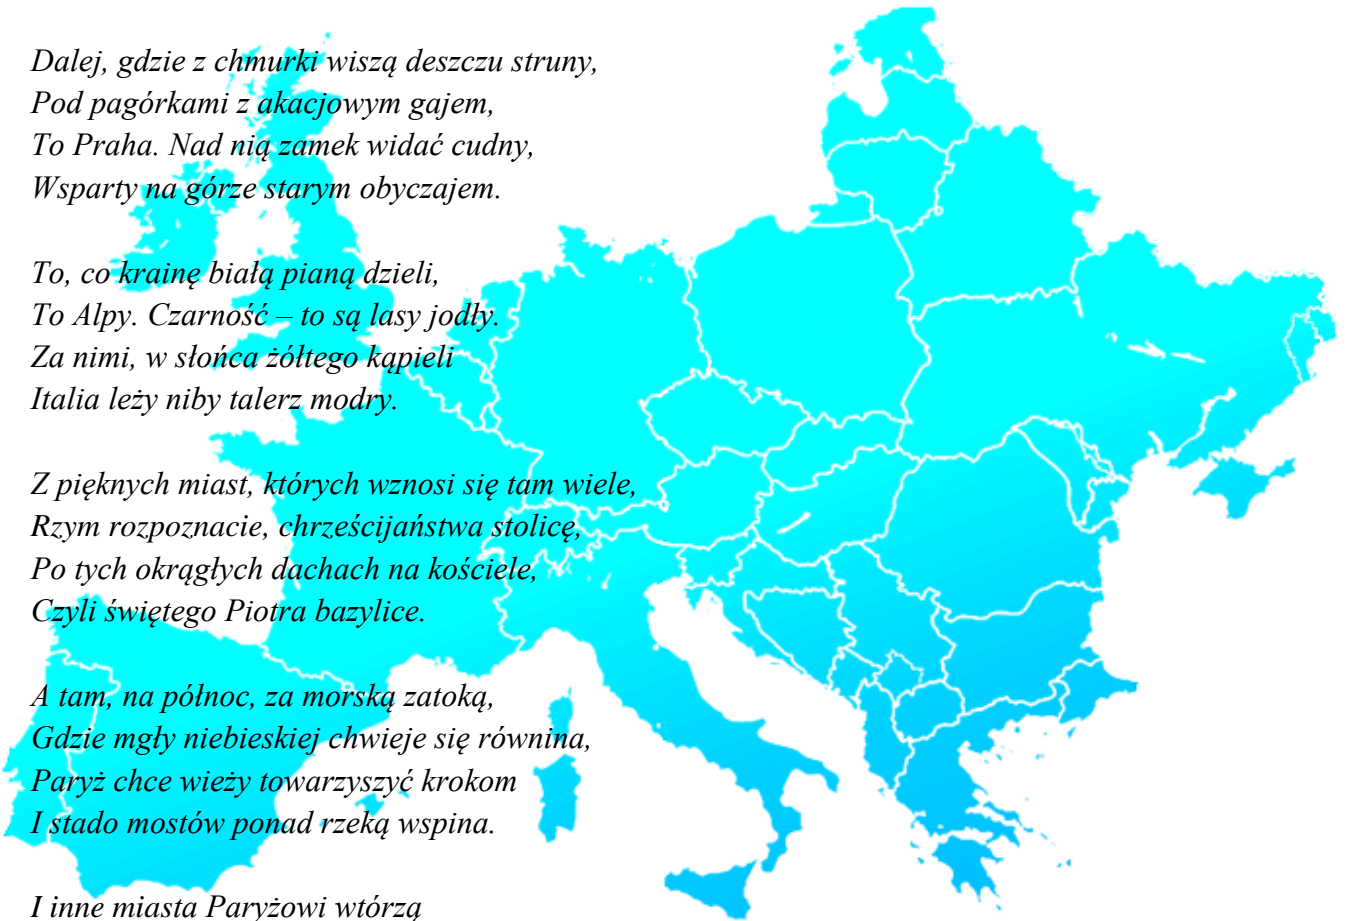 Dalej, gdzie z chmurki wiszą deszczu struny,
Pod pagórkami z akacjowym gajem,
To Praha. Nad nią zamek widać cudny,
Wsparty na górze starym obyczajem.
To, co krainę białą pianą dzieli,
To Alpy. Czarność – to są lasy jodły.
Za nimi, w słońca żółtego kąpieli
Italia leży niby talerz modry.
Z pięknych miast, których wznosi się tam wiele,
Rzym rozpoznacie, chrześcijaństwa stolicę,
Po tych okrągłych dachach na kościele,
Czyli świętego Piotra bazylice.
A tam, na północ, za morską zatoką,
Gdzie mgły niebieskiej chwieje się równina,
Paryż chce wieży towarzyszyć krokom
I stado mostów ponad rzeką wspina.
I inne miasta Paryżowi wtórzą